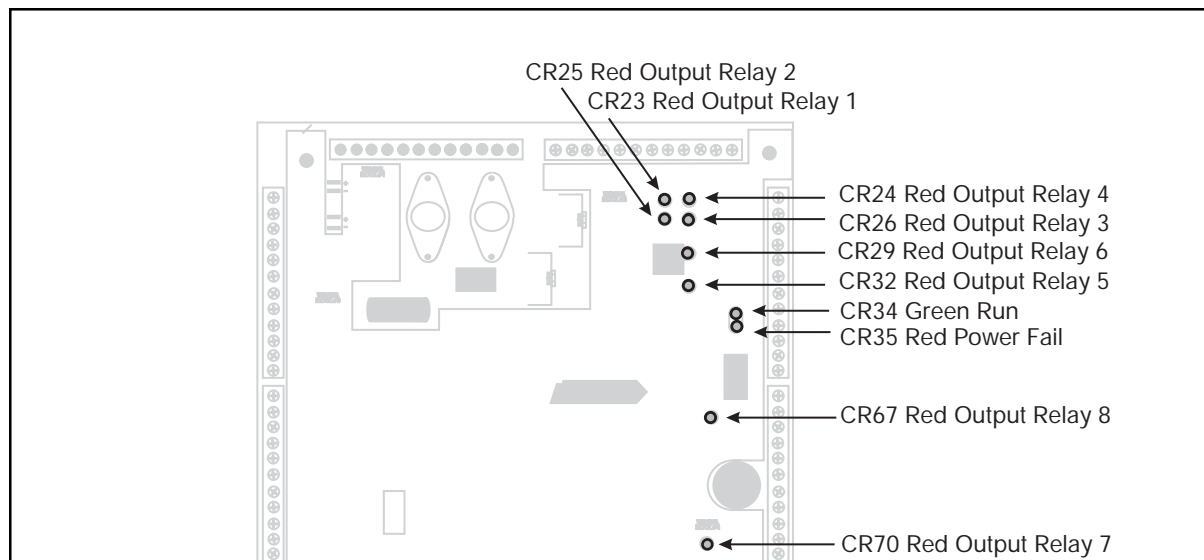 CR25 Red Output Relay 2
CR23 Red Output Relay 1
CR24 Red Output Relay 4
CR26 Red Output Relay 3
CR29 Red Output Relay 6
CR32 Red Output Relay 5
CR34 Green Run
CR35 Red Power Fail
CR67 Red Output Relay 8
CR70 Red Output Relay 7